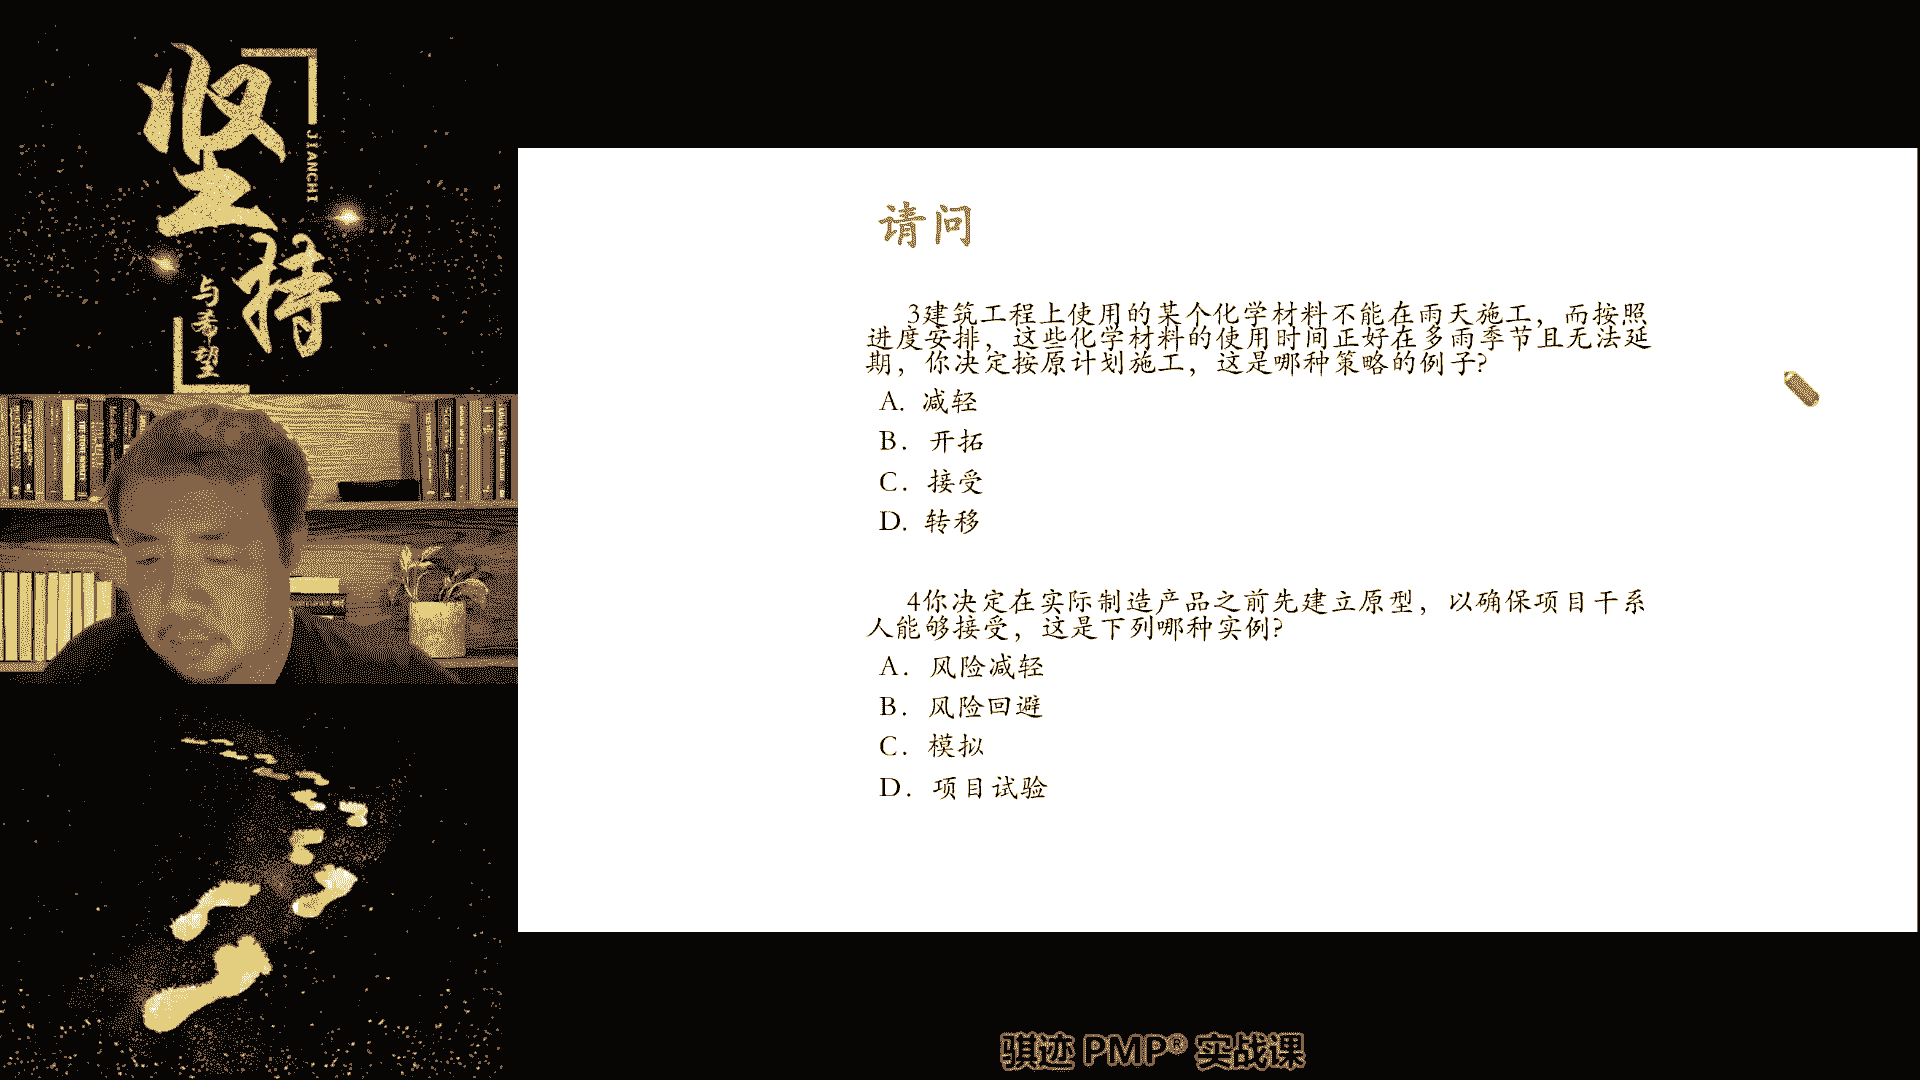 坚持
JIANCHI
与希望
请问
3建筑工程上使用的某个化学材料不能在雨天施工，而按照
进度安排，这些化学材料的使用时间正好在多雨季节且无法延
期，你决定按原计划施工，这是哪种策略的例子?
A. 减轻
B. 开拓
C. 接受
D. 转移
4你决定在实际制造产品之前先建立原型，以确保项目干系
人能够接受，这是下列哪种实例?
A. 风险减轻
B. 风险回避
C. 模拟
D. 项目试验
骐迹 PMP® 实战课